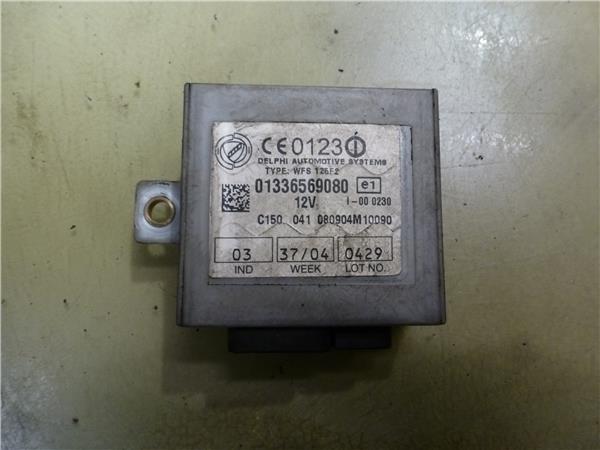 CE0123
DELPHI AUTOMOTIVE SYSTEMS
TYPE: WFS 126F2
01336569080 e1
12V I-00 0230
C150 041 080904M10090
03 37/04 0429
IND WEEK LOT NO.